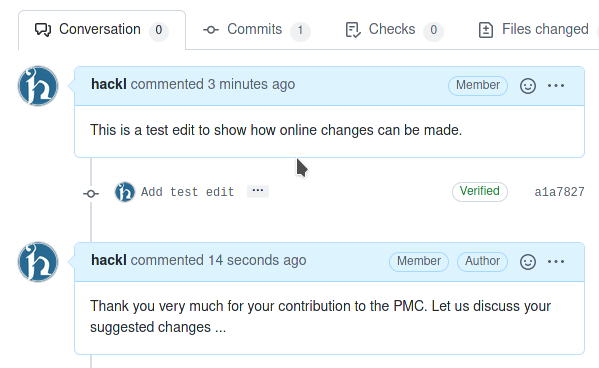 Conversation 0 Commits 1 Checks 0 Files changed
hackl commented 3 minutes ago Member
This is a test edit to show how online changes can be made.
Add test edit ... Verified a1a7827
hackl commented 14 seconds ago Member Author
Thank you very much for your contribution to the PMC. Let us discuss your
suggested changes ...